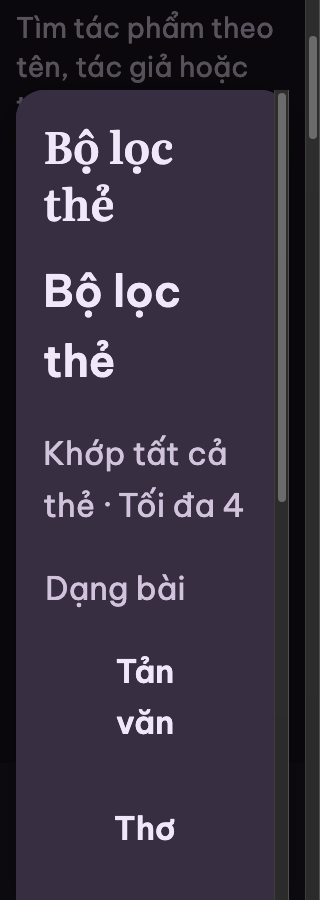 Tìm tác phẩm theo
tên, tác giả hoặc
Bộ lọc
thẻ
Bộ lọc
thẻ
Khớp tất cả
thẻ · Tối đa 4
Dạng bài
Tản
văn
Thơ